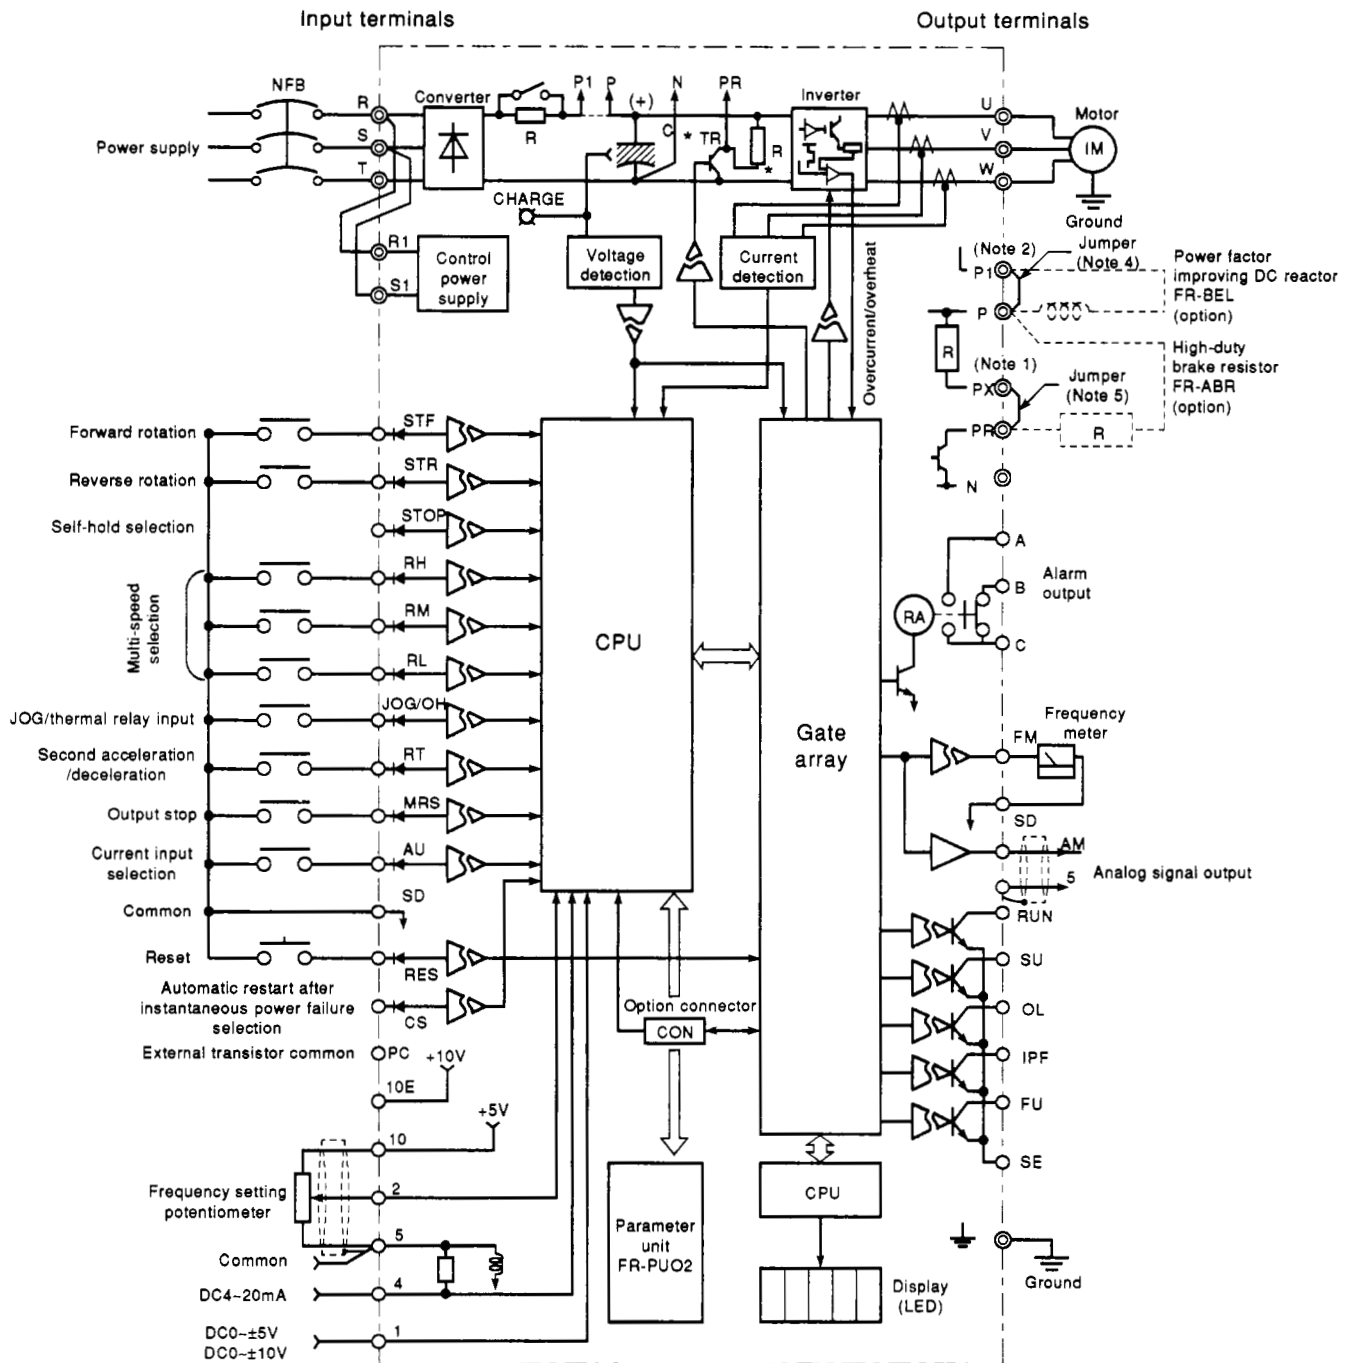 Input terminals
Output terminals
NFB
R
S
T
Power supply
Converter
R
P1
P
N
PR
(+)
C
*
TR
R
*
Inverter
U
V
W
Motor
IM
Ground
CHARGE
R1
S1
Control
power
supply
Voltage
detection
Current
detection
Overcurrent/overheat
(Note 2)
Jumper
(Note 4)
P1
P
Power factor
improving DC reactor
FR-BEL
(option)
R
(Note 1)
PX
Jumper
(Note 5)
High-duty
brake resistor
FR-ABR
(option)
PR
R
N
Forward rotation
STF
Reverse rotation
STR
Self-hold selection
STOP
Multi-speed
selection
RH
RM
RL
JOG/thermal relay input
JOG/OH
Second acceleration
/deceleration
RT
Output stop
MRS
Current input
selection
AU
Common
SD
Reset
RES
Automatic restart after
instantaneous power failure
selection
CS
External transistor common
PC
+10V
10E
+5V
10
Frequency setting
potentiometer
2
5
Common
DC4~20mA
4
DC0~±5V
DC0~±10V
1
CPU
Gate
array
Option connector
CON
Parameter
unit
FR-PUO2
CPU
Display
(LED)
A
B
C
Alarm
output
RA
FM
Frequency
meter
SD
AM
5
Analog signal output
RUN
SU
OL
IPF
FU
SE
Ground